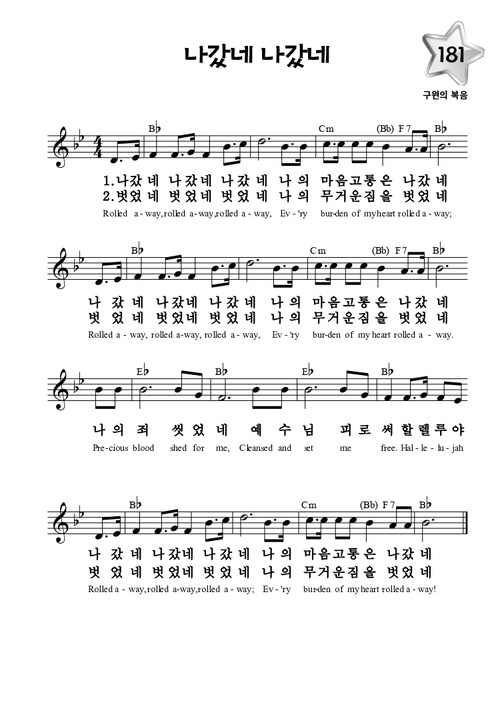 나갔네 나갔네
181
구원의 복음
B♭ Cm (Bb) F7 B♭
1.나갔네 나갔네 나갔네 나의 마음고통은 나갔네
2.벗었네 벗었네 벗었네 나의 무거운짐을 벗었네
Rolled a-way,rolled a-way,rolled a-way, Ev-'ry bur-den of my heart rolled a-way;
B♭ Cm (Bb) F7 B♭
나 갔네 나갔네 나갔네 나의 마음고통은 나갔네
벗 었네 벗었네 벗었네 나의 무거운짐을 벗었네
Rolled a-way, rolled a-way, rolled a-way, Ev-'ry bur-den of my heart rolled a-way.
E♭ B♭ E♭ B♭
나의 죄 씻었네 예수님 피로써 할렐루야
Pre-cious blood shed for me, Cleansed and set me free. Hal-le-lu-jah
B♭ Cm (Bb) F7 B♭
나 갔네 나갔네 나갔네 나의 마음고통은 나갔네
벗 었네 벗었네 벗었네 나의 무거운짐을 벗었네
Rolled a-way,rolled a-way,rolled a-way; Ev-'ry bur-den of my heart rolled a-way!